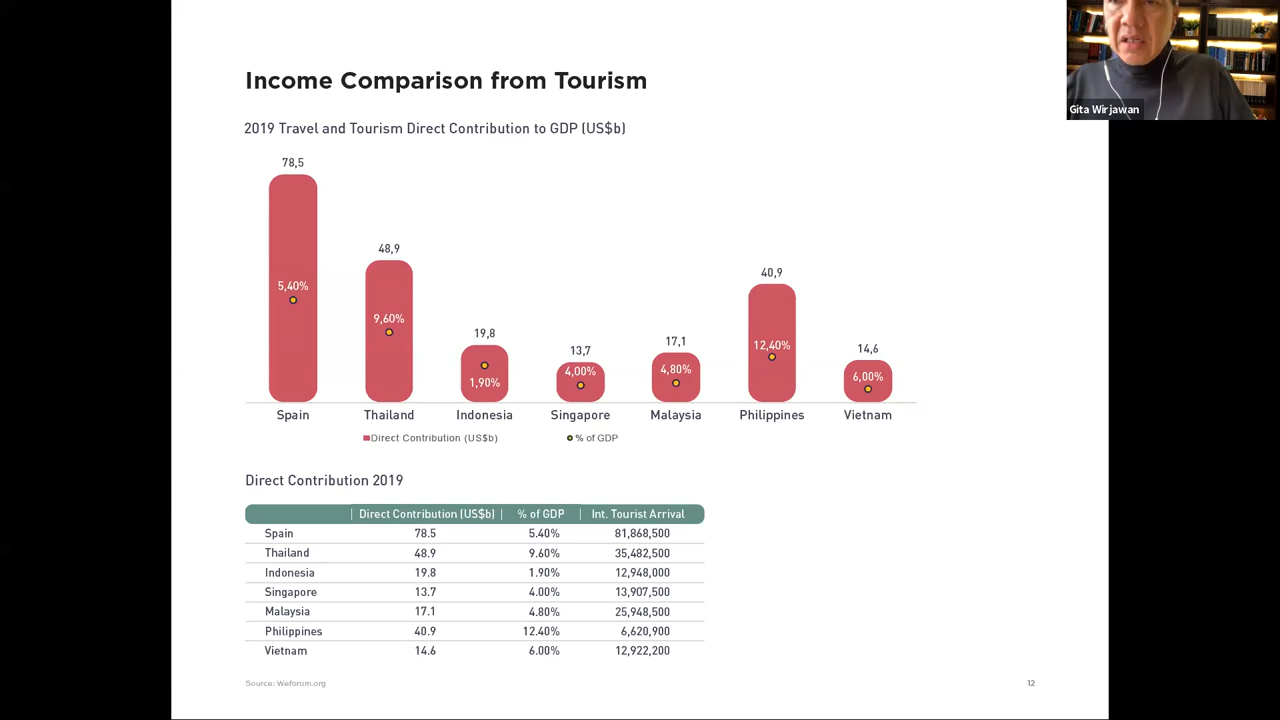 Gita Wirjawan
Income Comparison from Tourism
2019 Travel and Tourism Direct Contribution to GDP (US$b)
78,5
48,9
40,9
19,8
17,1
14,6
13,7
5,40%
9,60%
1,90%
4,00%
4,80%
12,40%
6,00%
Spain Thailand Indonesia Singapore Malaysia Philippines Vietnam
Direct Contribution (US$b) % of GDP
Direct Contribution 2019
Direct Contribution (US$b) % of GDP Int. Tourist Arrival
Spain 78.5 5.40% 81,868,500
Thailand 48.9 9.60% 35,482,500
Indonesia 19.8 1.90% 12,948,000
Singapore 13.7 4.00% 13,907,500
Malaysia 17.1 4.80% 25,948,500
Philippines 40.9 12.40% 6,620,900
Vietnam 14.6 6.00% 12,922,200
Source: Weforum.org 12